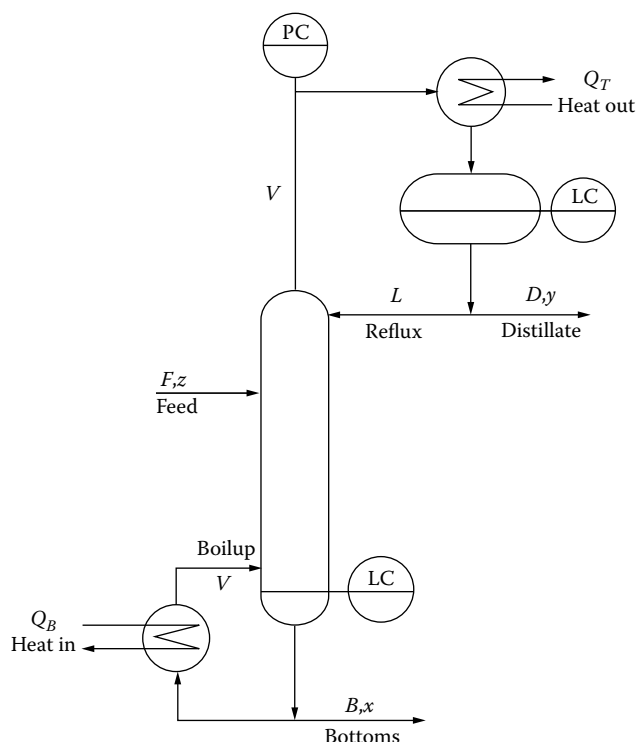 PC
Q_T
Heat out
V
LC
L
D,y
Reflux
Distillate
F,z
Feed
Boilup
V
LC
Q_B
Heat in
B,x
Bottoms